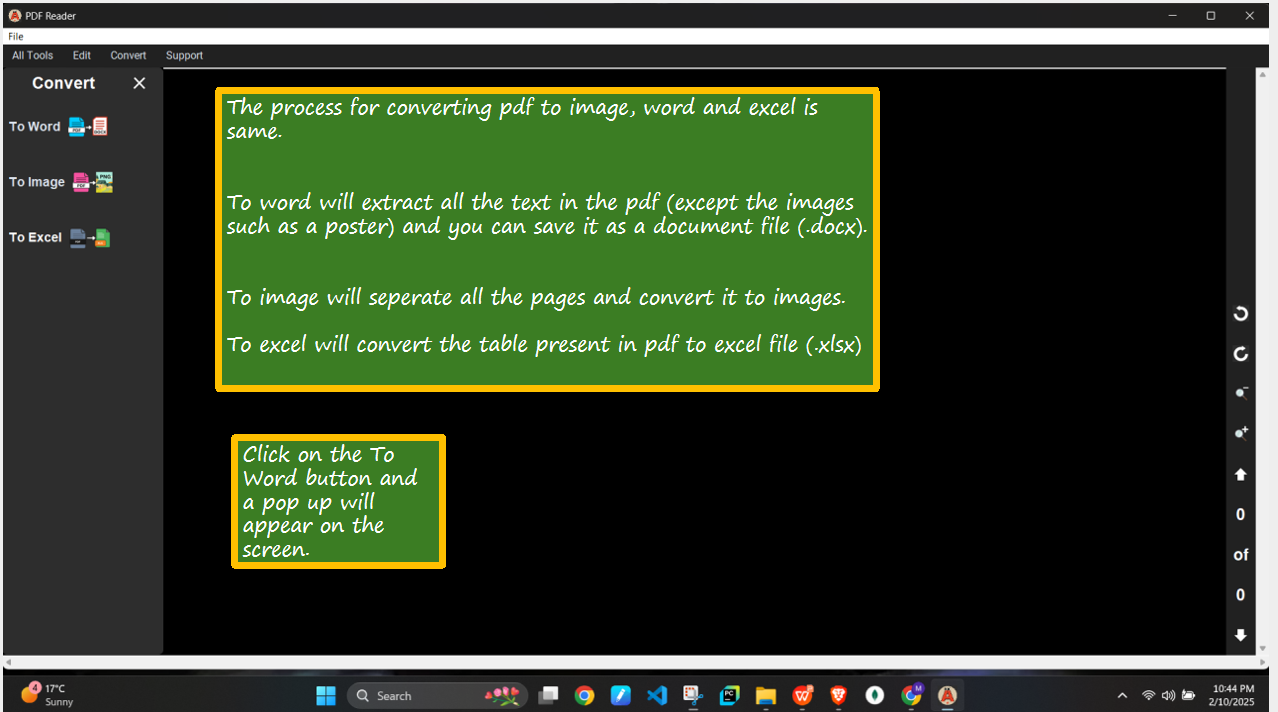 PDF Reader
File
All Tools Edit Convert Support
Convert
To Word
To Image
To Excel
The process for converting pdf to image, word and excel is
same.
To word will extract all the text in the pdf (except the images
such as a poster) and you can save it as a document file (.docx).
To image will seperate all the pages and convert it to images.
To excel will convert the table present in pdf to excel file (.xlsx)
Click on the To
Word button and
a pop up will
appear on the
screen.
0
of
0
4
17°C
Sunny
Search
10:44 PM
2/10/2025